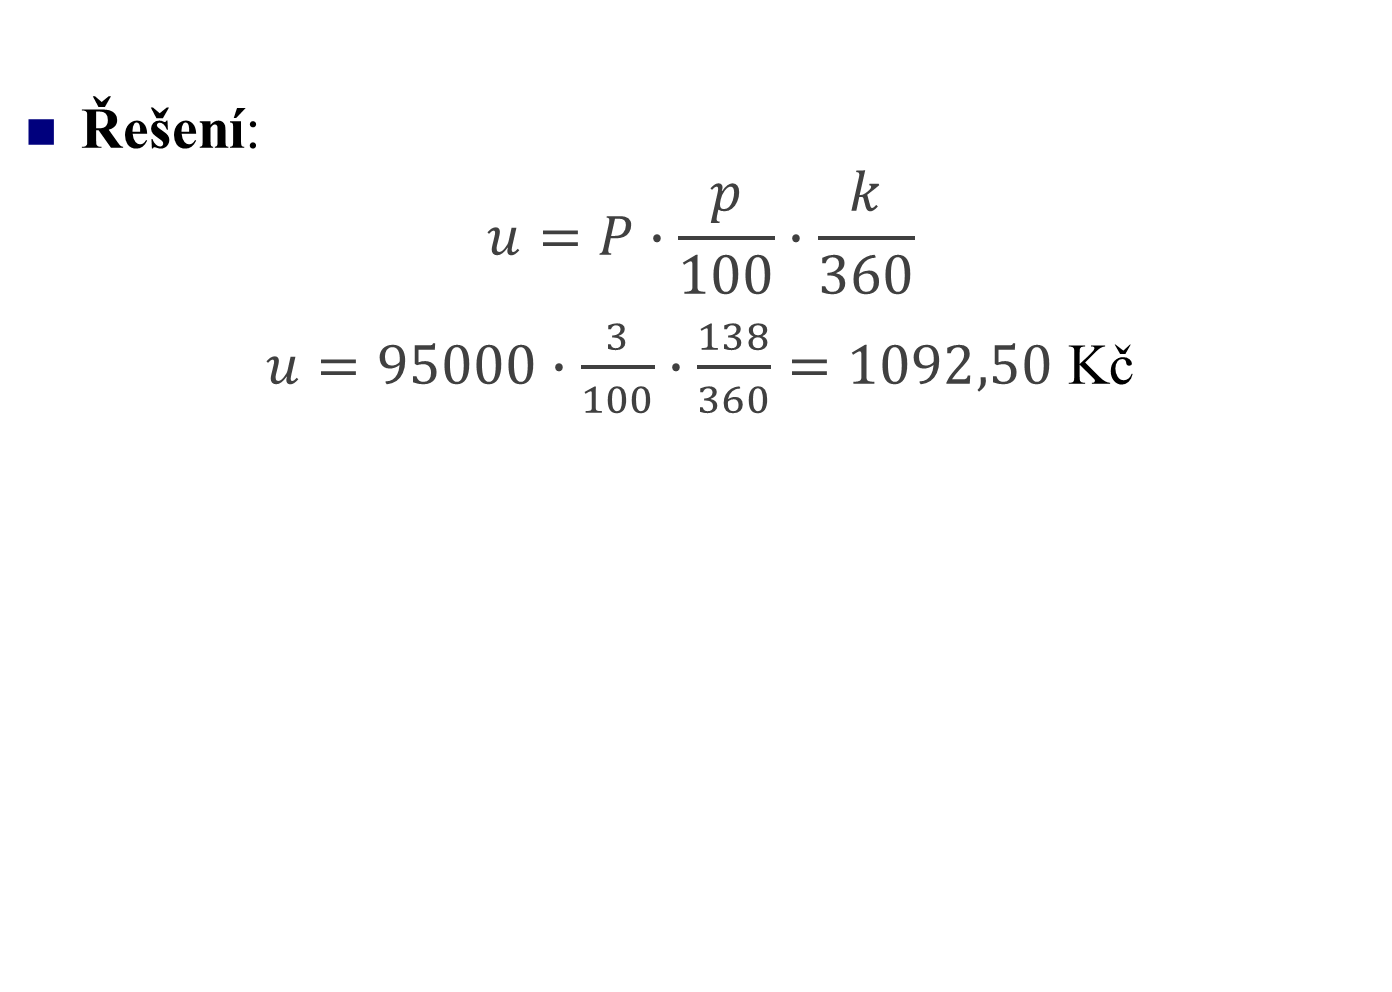 Řešení:
u = P · p/100 · k/360
u = 95000 · 3/100 · 138/360 = 1092,50 Kč